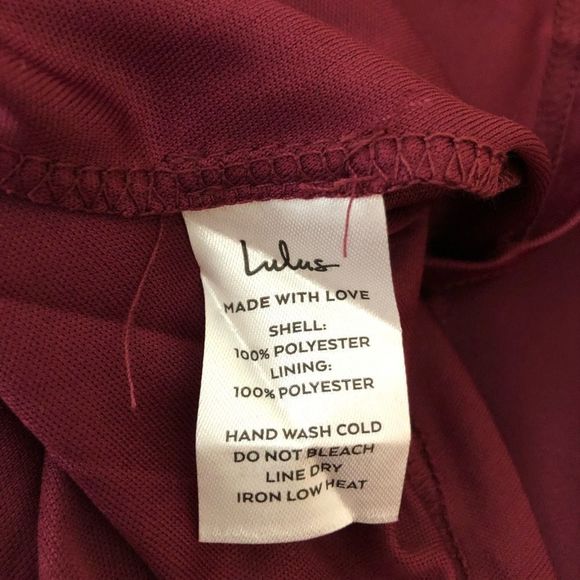 Lulus
MADE WITH LOVE
SHELL:
100% POLYESTER
LINING:
100% POLYESTER
HAND WASH COLD
DO NOT BLEACH
LINE DRY
IRON LOW HEAT